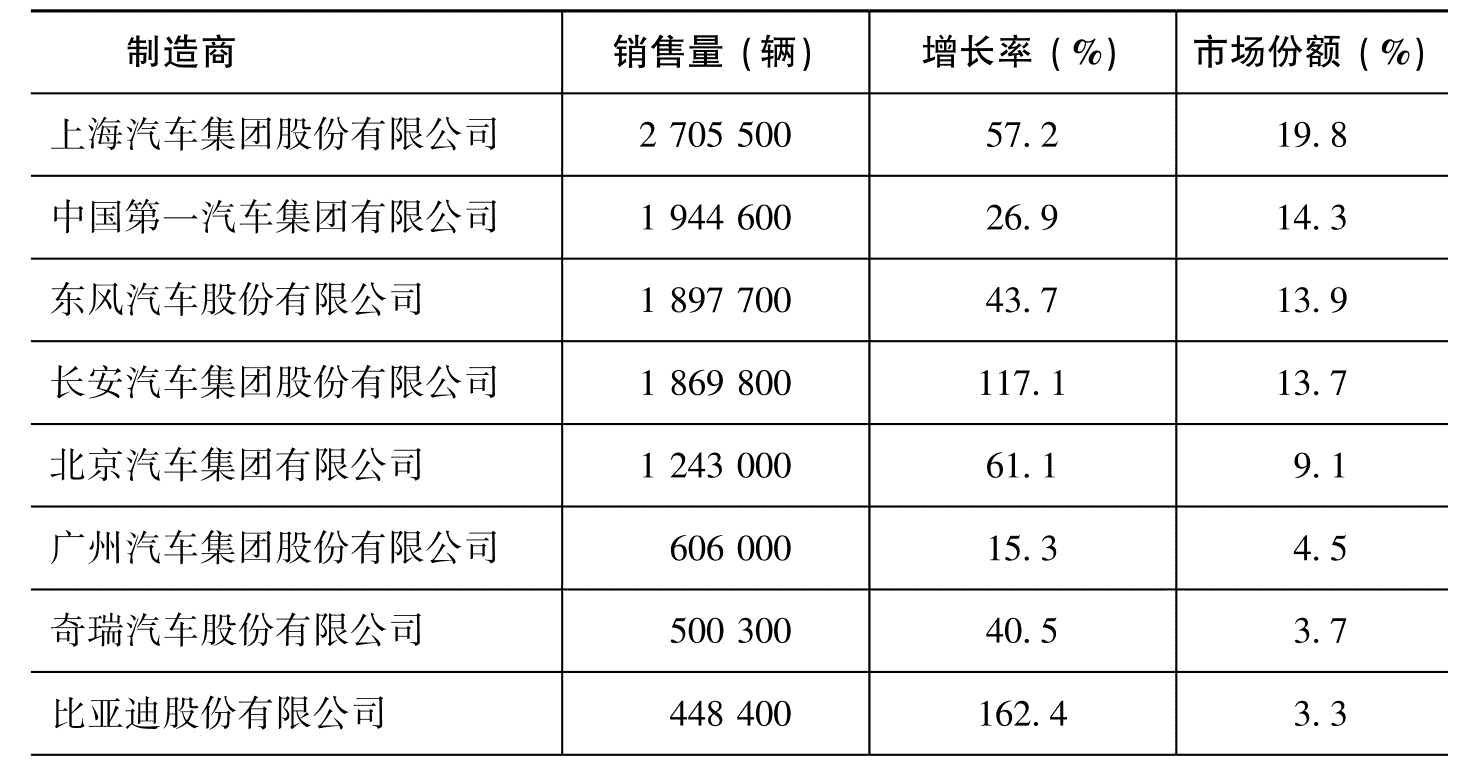 制造商 销售量（辆） 增长率（%） 市场份额（%）
上海汽车集团股份有限公司 2 705 500 57. 2 19. 8
中国第一汽车集团有限公司 1 944 600 26. 9 14. 3
东风汽车股份有限公司 1 897 700 43. 7 13. 9
长安汽车集团股份有限公司 1 869 800 117. 1 13. 7
北京汽车集团有限公司 1 243 000 61. 1 9. 1
广州汽车集团股份有限公司 606 000 15. 3 4. 5
奇瑞汽车股份有限公司 500 300 40. 5 3. 7
比亚迪股份有限公司 448 400 162. 4 3. 3